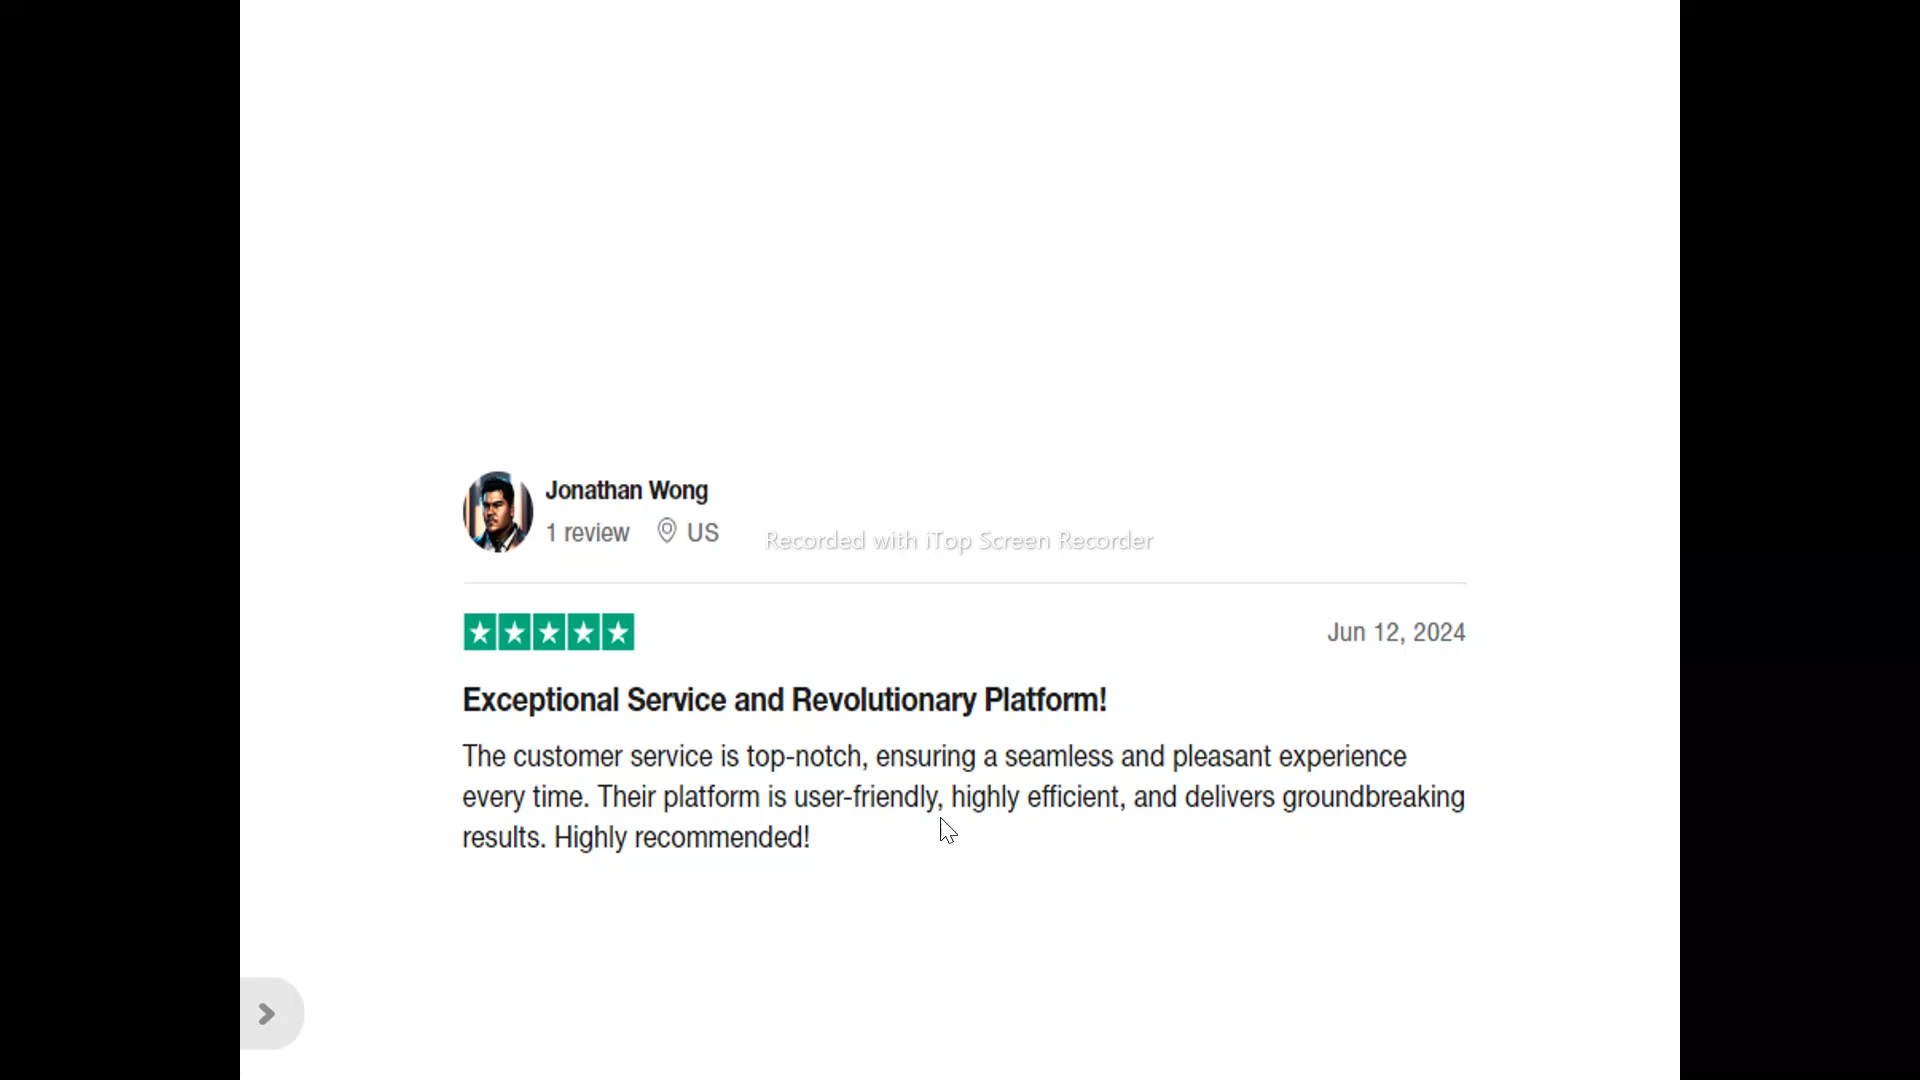 Jonathan Wong
1 review US
Recorded with iTop Screen Recorder
Jun 12, 2024
Exceptional Service and Revolutionary Platform!
The customer service is top-notch, ensuring a seamless and pleasant experience
every time. Their platform is user-friendly, highly efficient, and delivers groundbreaking
results. Highly recommended!